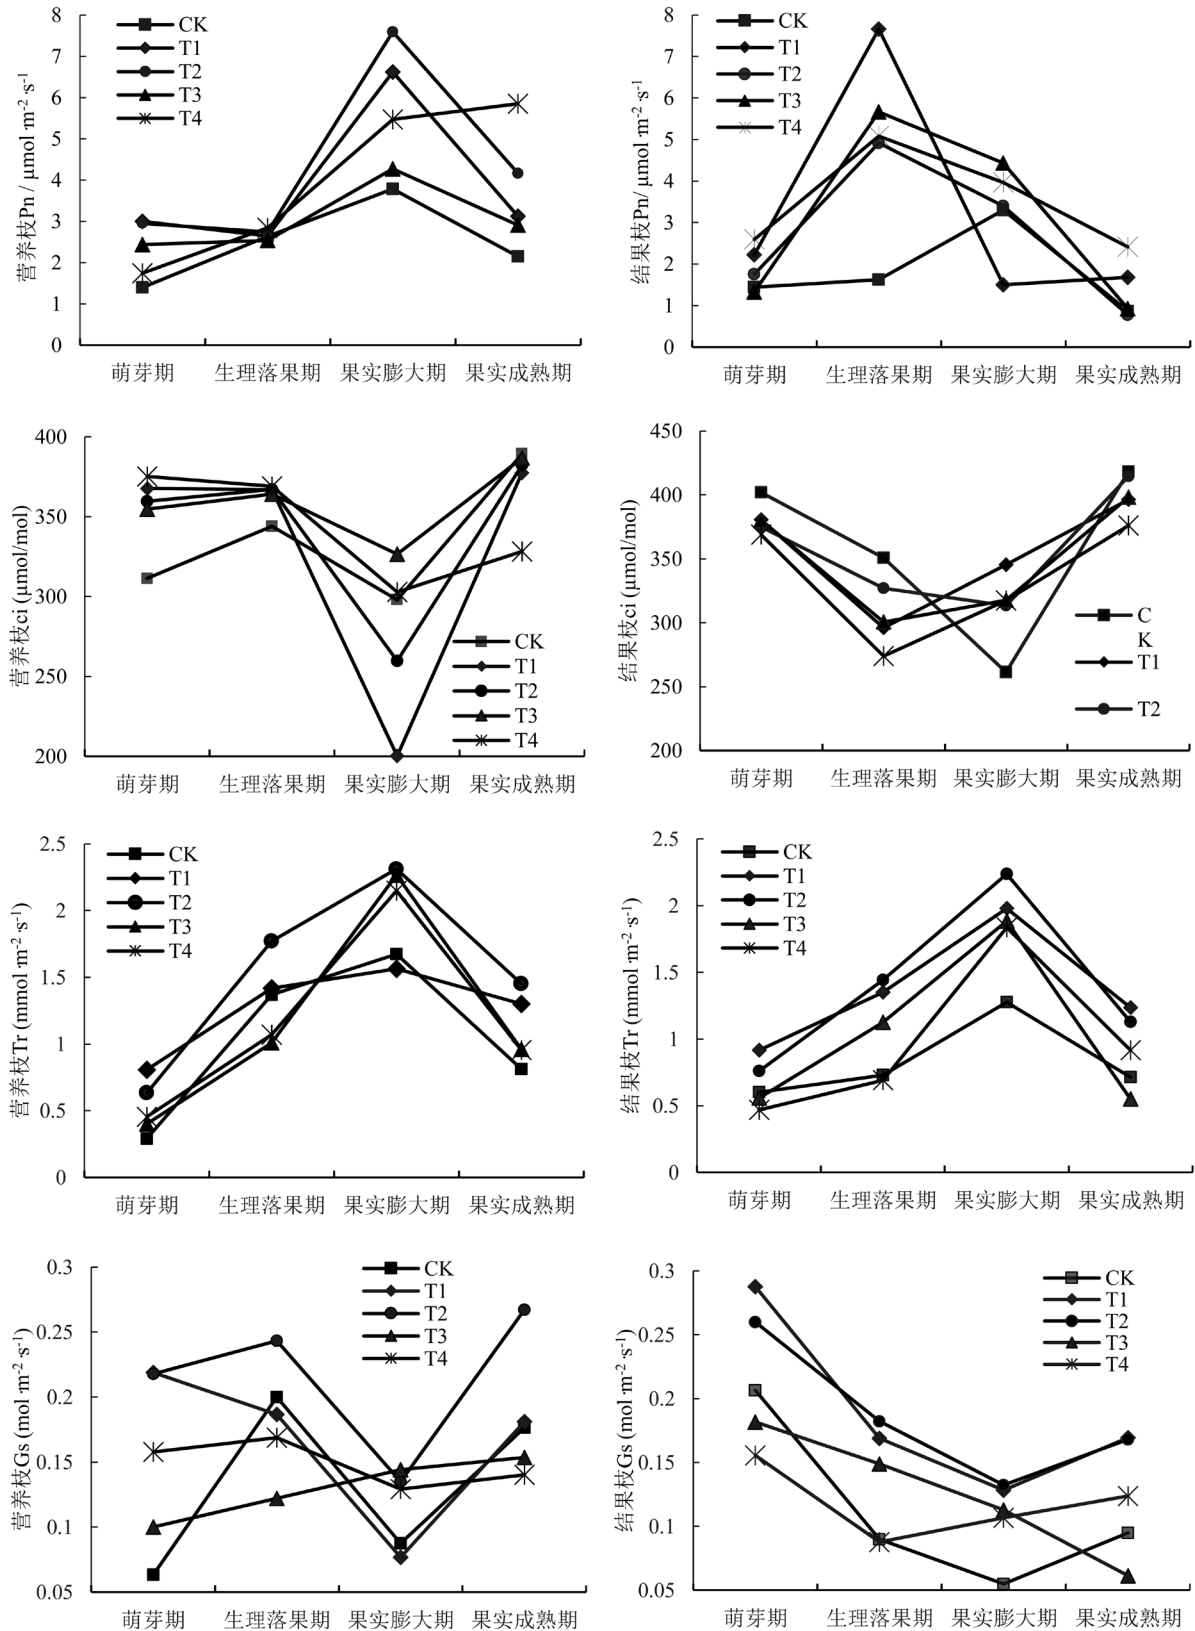 营养枝Pn / μmol·m⁻²·s⁻¹
8
7
6
5
4
3
2
1
0
CK
T1
T2
T3
T4
萌芽期 生理落果期 果实膨大期 果实成熟期
结果枝Pn/ μmol·m⁻²·s⁻¹
8
7
6
5
4
3
2
1
0
CK
T1
T2
T3
T4
萌芽期 生理落果期 果实膨大期 果实成熟期
营养枝ci (μmol/mol)
400
350
300
250
200
CK
T1
T2
T3
T4
萌芽期 生理落果期 果实膨大期 果实成熟期
结果枝ci (μmol/mol)
450
400
350
300
250
200
C
K
T1
T2
萌芽期 生理落果期 果实膨大期 果实成熟期
营养枝Tr (mmol·m⁻²·s⁻¹)
2.5
2
1.5
1
0.5
0
CK
T1
T2
T3
T4
萌芽期 生理落果期 果实膨大期 果实成熟期
结果枝Tr (mmol·m⁻²·s⁻¹)
2.5
2
1.5
1
0.5
0
CK
T1
T2
T3
T4
萌芽期 生理落果期 果实膨大期 果实成熟期
营养枝Gs (mol·m⁻²·s⁻¹)
0.3
0.25
0.2
0.15
0.1
0.05
CK
T1
T2
T3
T4
萌芽期 生理落果期 果实膨大期 果实成熟期
结果枝Gs (mol·m⁻²·s⁻¹)
0.3
0.25
0.2
0.15
0.1
0.05
CK
T1
T2
T3
T4
萌芽期 生理落果期 果实膨大期 果实成熟期